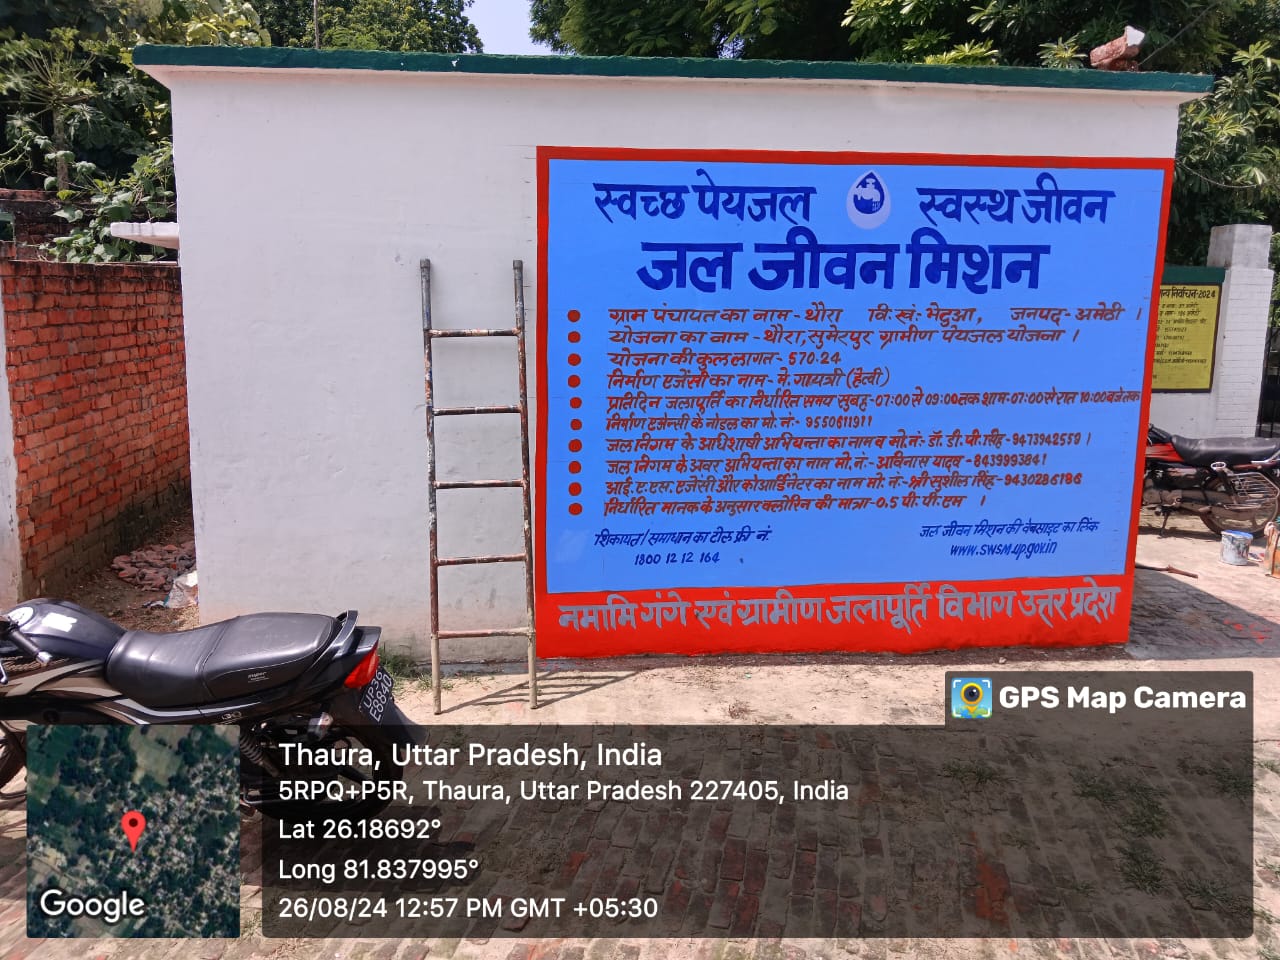 स्वच्छ पेयजल स्वस्थ जीवन
जल जीवन मिशन
ग्राम पंचायत का नाम - थौरा वि. खं: भेटुआ, जनपद - अमेठी ।
योजना का नाम - थौरा, सुमेरपुर ग्रामीण पेयजल योजना ।
योजना की कुल लागत - 570.24
निर्माण एजेंसी का नाम - मे. गायत्री (हेत्वी)
प्रतिदिन जलापूर्ति का निर्धारित समय सुबह - 07:00 से 09:00 तक शाम - 07:00 से रात 10:00 बजे तक
निर्माण एजेन्सी के नोडल का मो. नं:- 9550611911
जल निगम के अधिशाषी अभियन्ता का नाम व मो. नं:- डॉ. डी. पी. सिंह - 9473942559 ।
जल निगम के अवर अभियन्ता का नाम मो. नं:- अविनास यादव - 8439993841
आई. ए. एस. एजेंसी और कोआर्डिनेटर का नाम मो. नं:- श्री सुशील सिंह - 9430286186
निर्धारित मानक के अनुसार क्लोरिन की मात्रा - 0.5 पी. पी. एम ।
शिकायत / समाधान का टोल फ्री नं.
1800 12 12 164
जल जीवन मिशन की वेबसाइट का लिंक
www.swsm.up.gov.in
नमामि गंगे एवं ग्रामीण जलापूर्ति विभाग उत्तर प्रदेश
निर्वाचन-2024
UP36
E8840
GPS Map Camera
Thaura, Uttar Pradesh, India
5RPQ+P5R, Thaura, Uttar Pradesh 227405, India
Lat 26.18692°
Long 81.837995°
26/08/24 12:57 PM GMT +05:30
Google